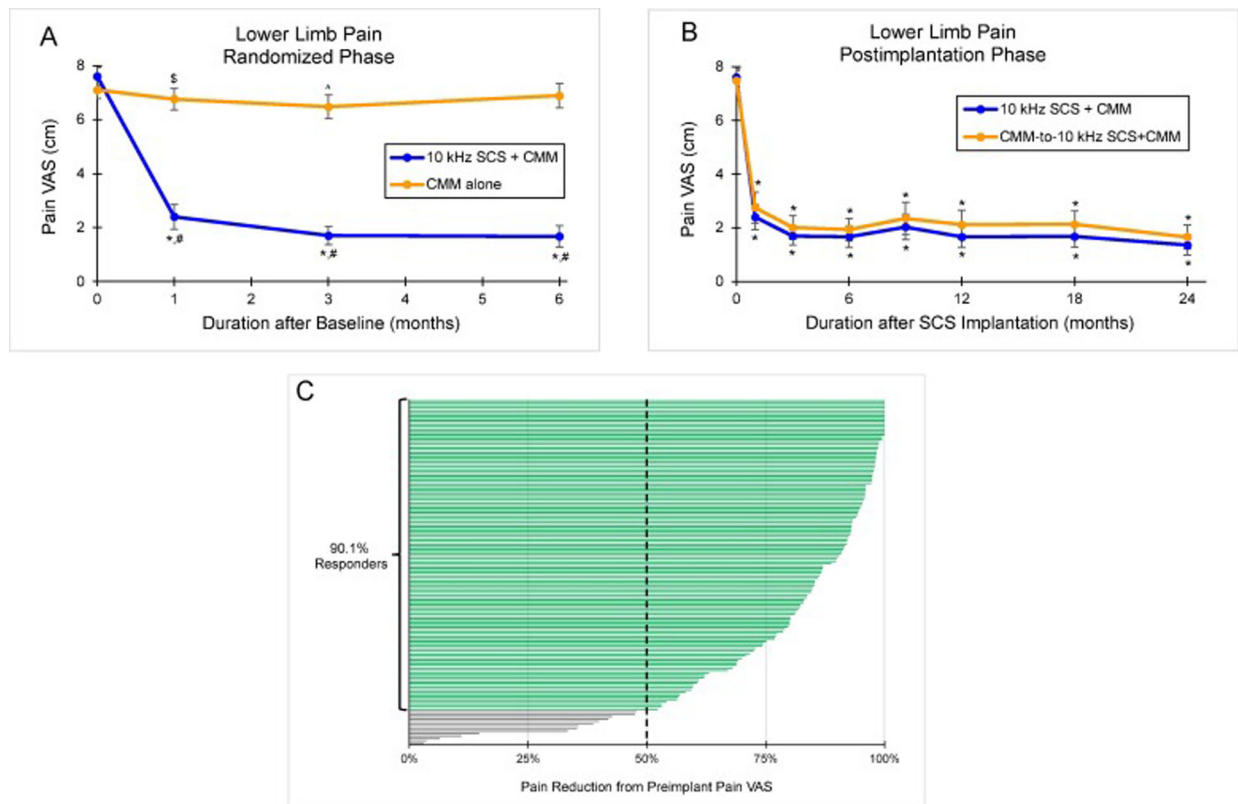 A
Lower Limb Pain
Randomized Phase
Pain VAS (cm)
8
6
4
2
0
$
^
*,#
*,#
*,#
10 kHz SCS + CMM
CMM alone
0 1 2 3 4 5 6
Duration after Baseline (months)
B
Lower Limb Pain
Postimplantation Phase
Pain VAS (cm)
8
6
4
2
0
10 kHz SCS + CMM
CMM-to-10 kHz SCS+CMM
* * * * * * *
* * * * * * *
0 6 12 18 24
Duration after SCS Implantation (months)
C
90.1%
Responders
0% 25% 50% 75% 100%
Pain Reduction from Preimplant Pain VAS